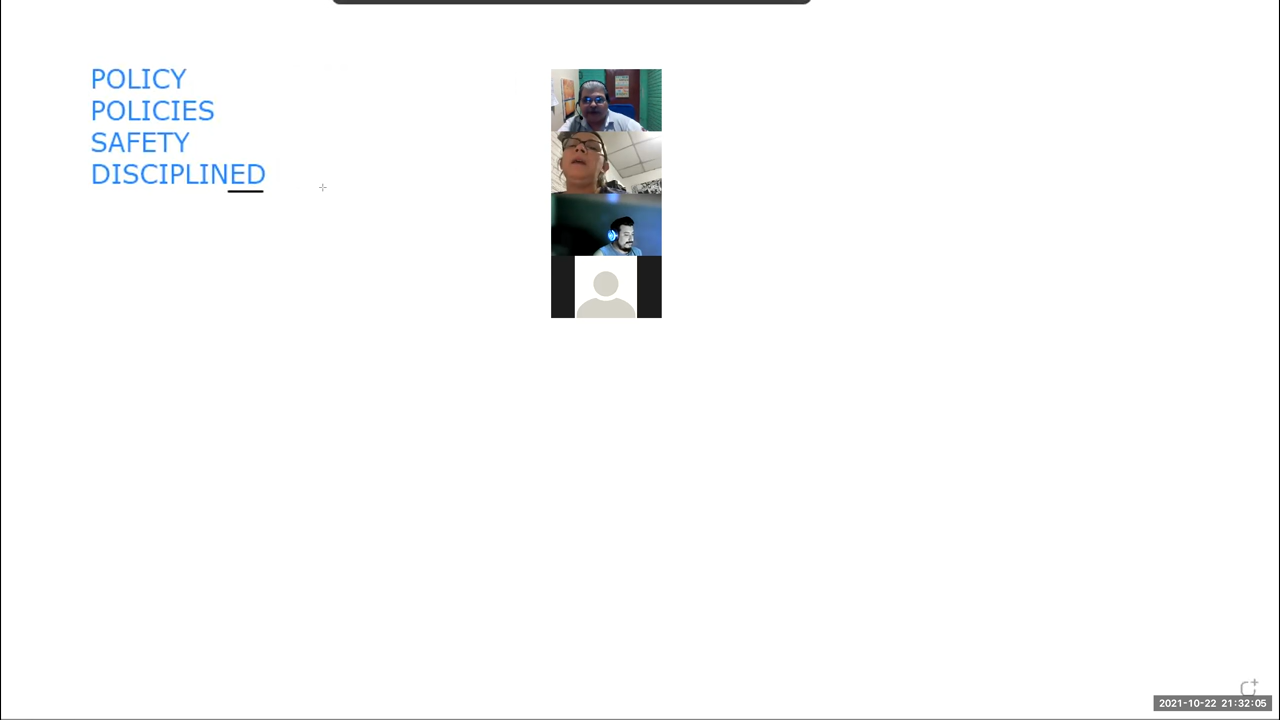 POLICY
POLICIES
SAFETY
DISCIPLINED
2021-10-22 21:32:05